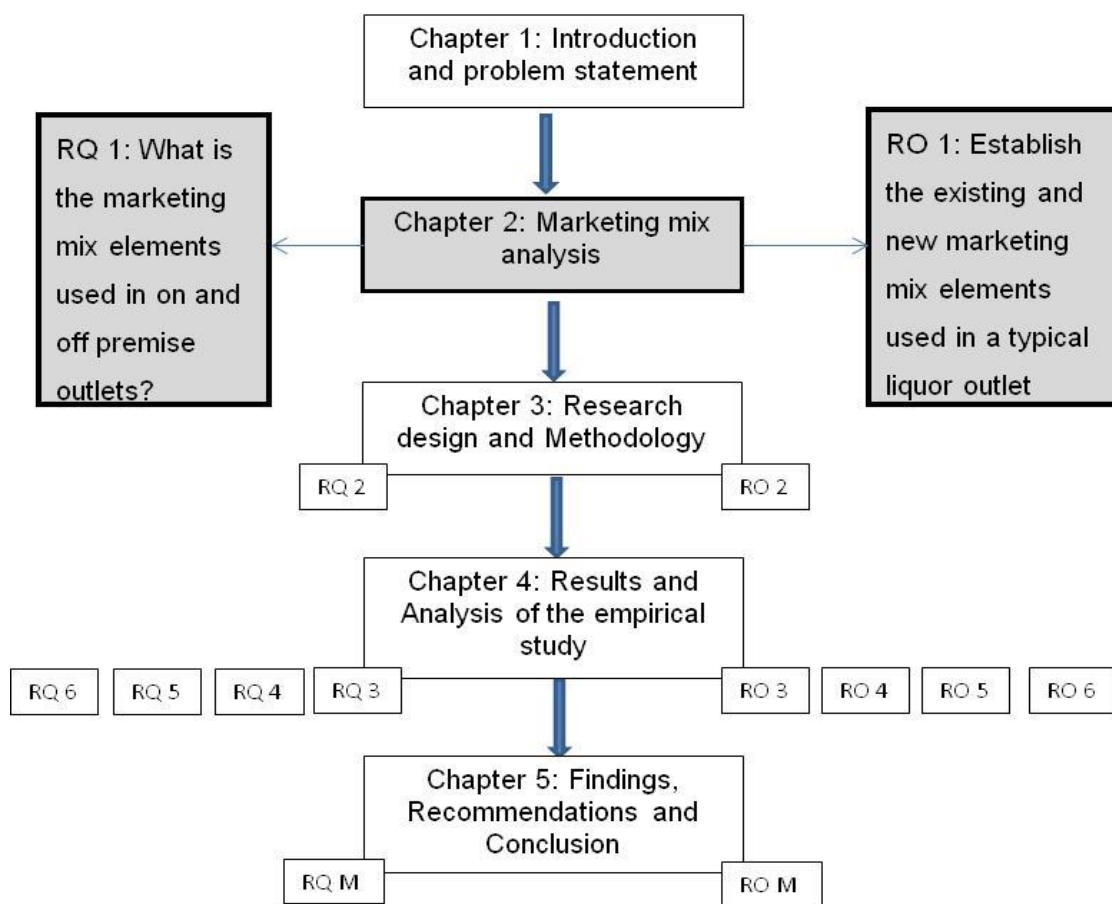 Chapter 1: Introduction
and problem statement
RQ 1: What is
the marketing
mix elements
used in on and
off premise
outlets?
Chapter 2: Marketing mix
analysis
RO 1: Establish
the existing and
new marketing
mix elements
used in a typical
liquor outlet
Chapter 3: Research
design and Methodology
RQ 2
RO 2
Chapter 4: Results and
Analysis of the empirical
study
RQ 6
RQ 5
RQ 4
RQ 3
RO 3
RO 4
RO 5
RO 6
Chapter 5: Findings,
Recommendations and
Conclusion
RQ M
RO M